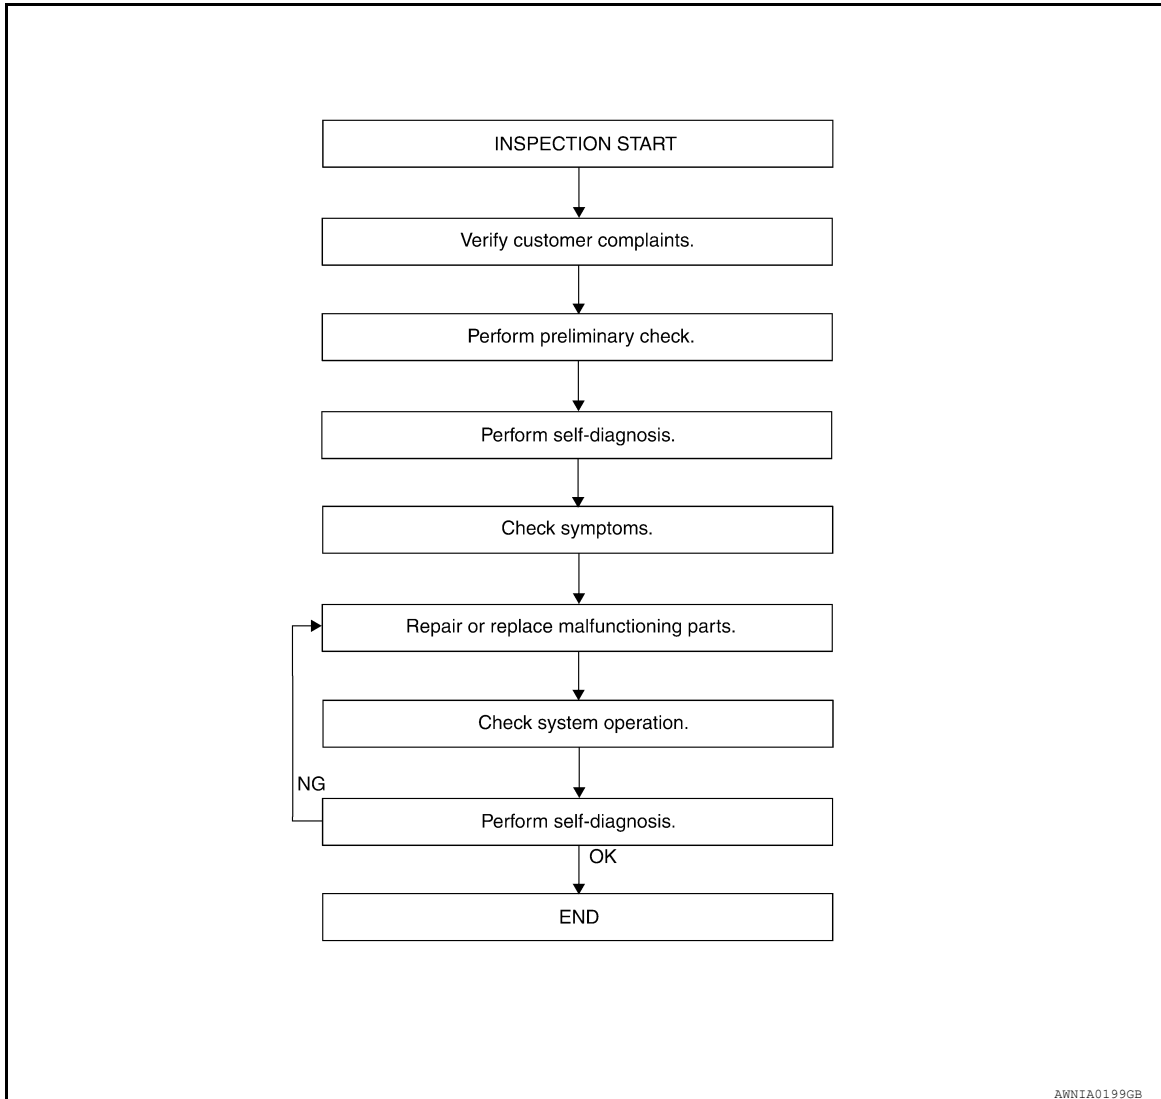 INSPECTION START
Verify customer complaints.
Perform preliminary check.
Perform self-diagnosis.
Check symptoms.
Repair or replace malfunctioning parts.
Check system operation.
NG
Perform self-diagnosis.
OK
END
AWNIA0199GB